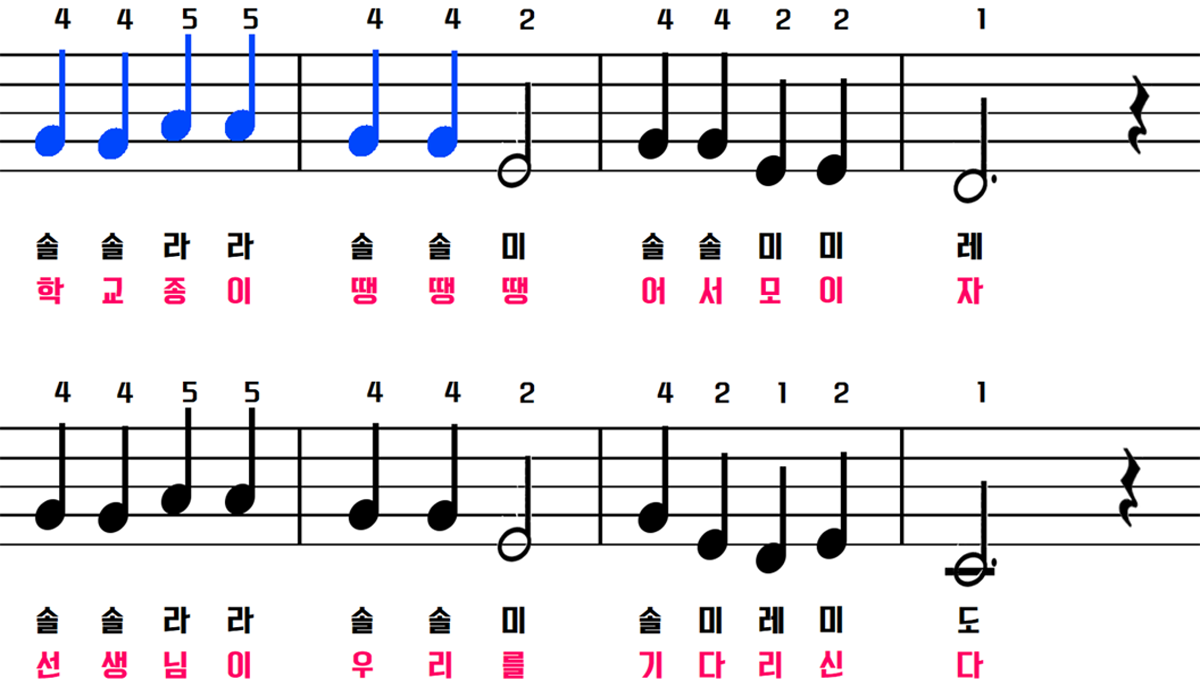 4 4 5 5 4 4 2 4 4 2 2 1
솔 솔 라 라 솔 솔 미 솔 솔 미 미 레
학 교 종 이 땡 땡 땡 어 서 모 이 자
4 4 5 5 4 4 2 4 2 1 2 1
솔 솔 라 라 솔 솔 미 솔 미 레 미 도
선 생 님 이 우 리 를 기 다 리 신 다